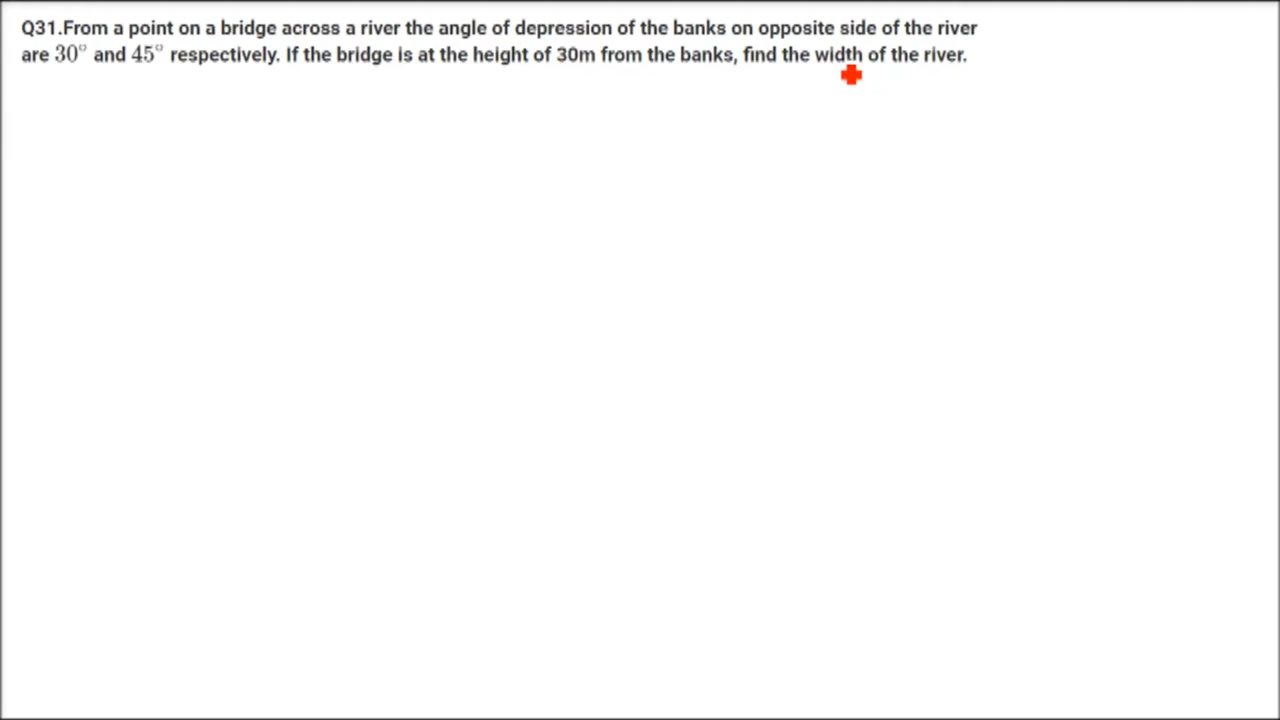 Q31.From a point on a bridge across a river the angle of depression of the banks on opposite side of the river
are 30° and 45° respectively. If the bridge is at the height of 30m from the banks, find the width of the river.